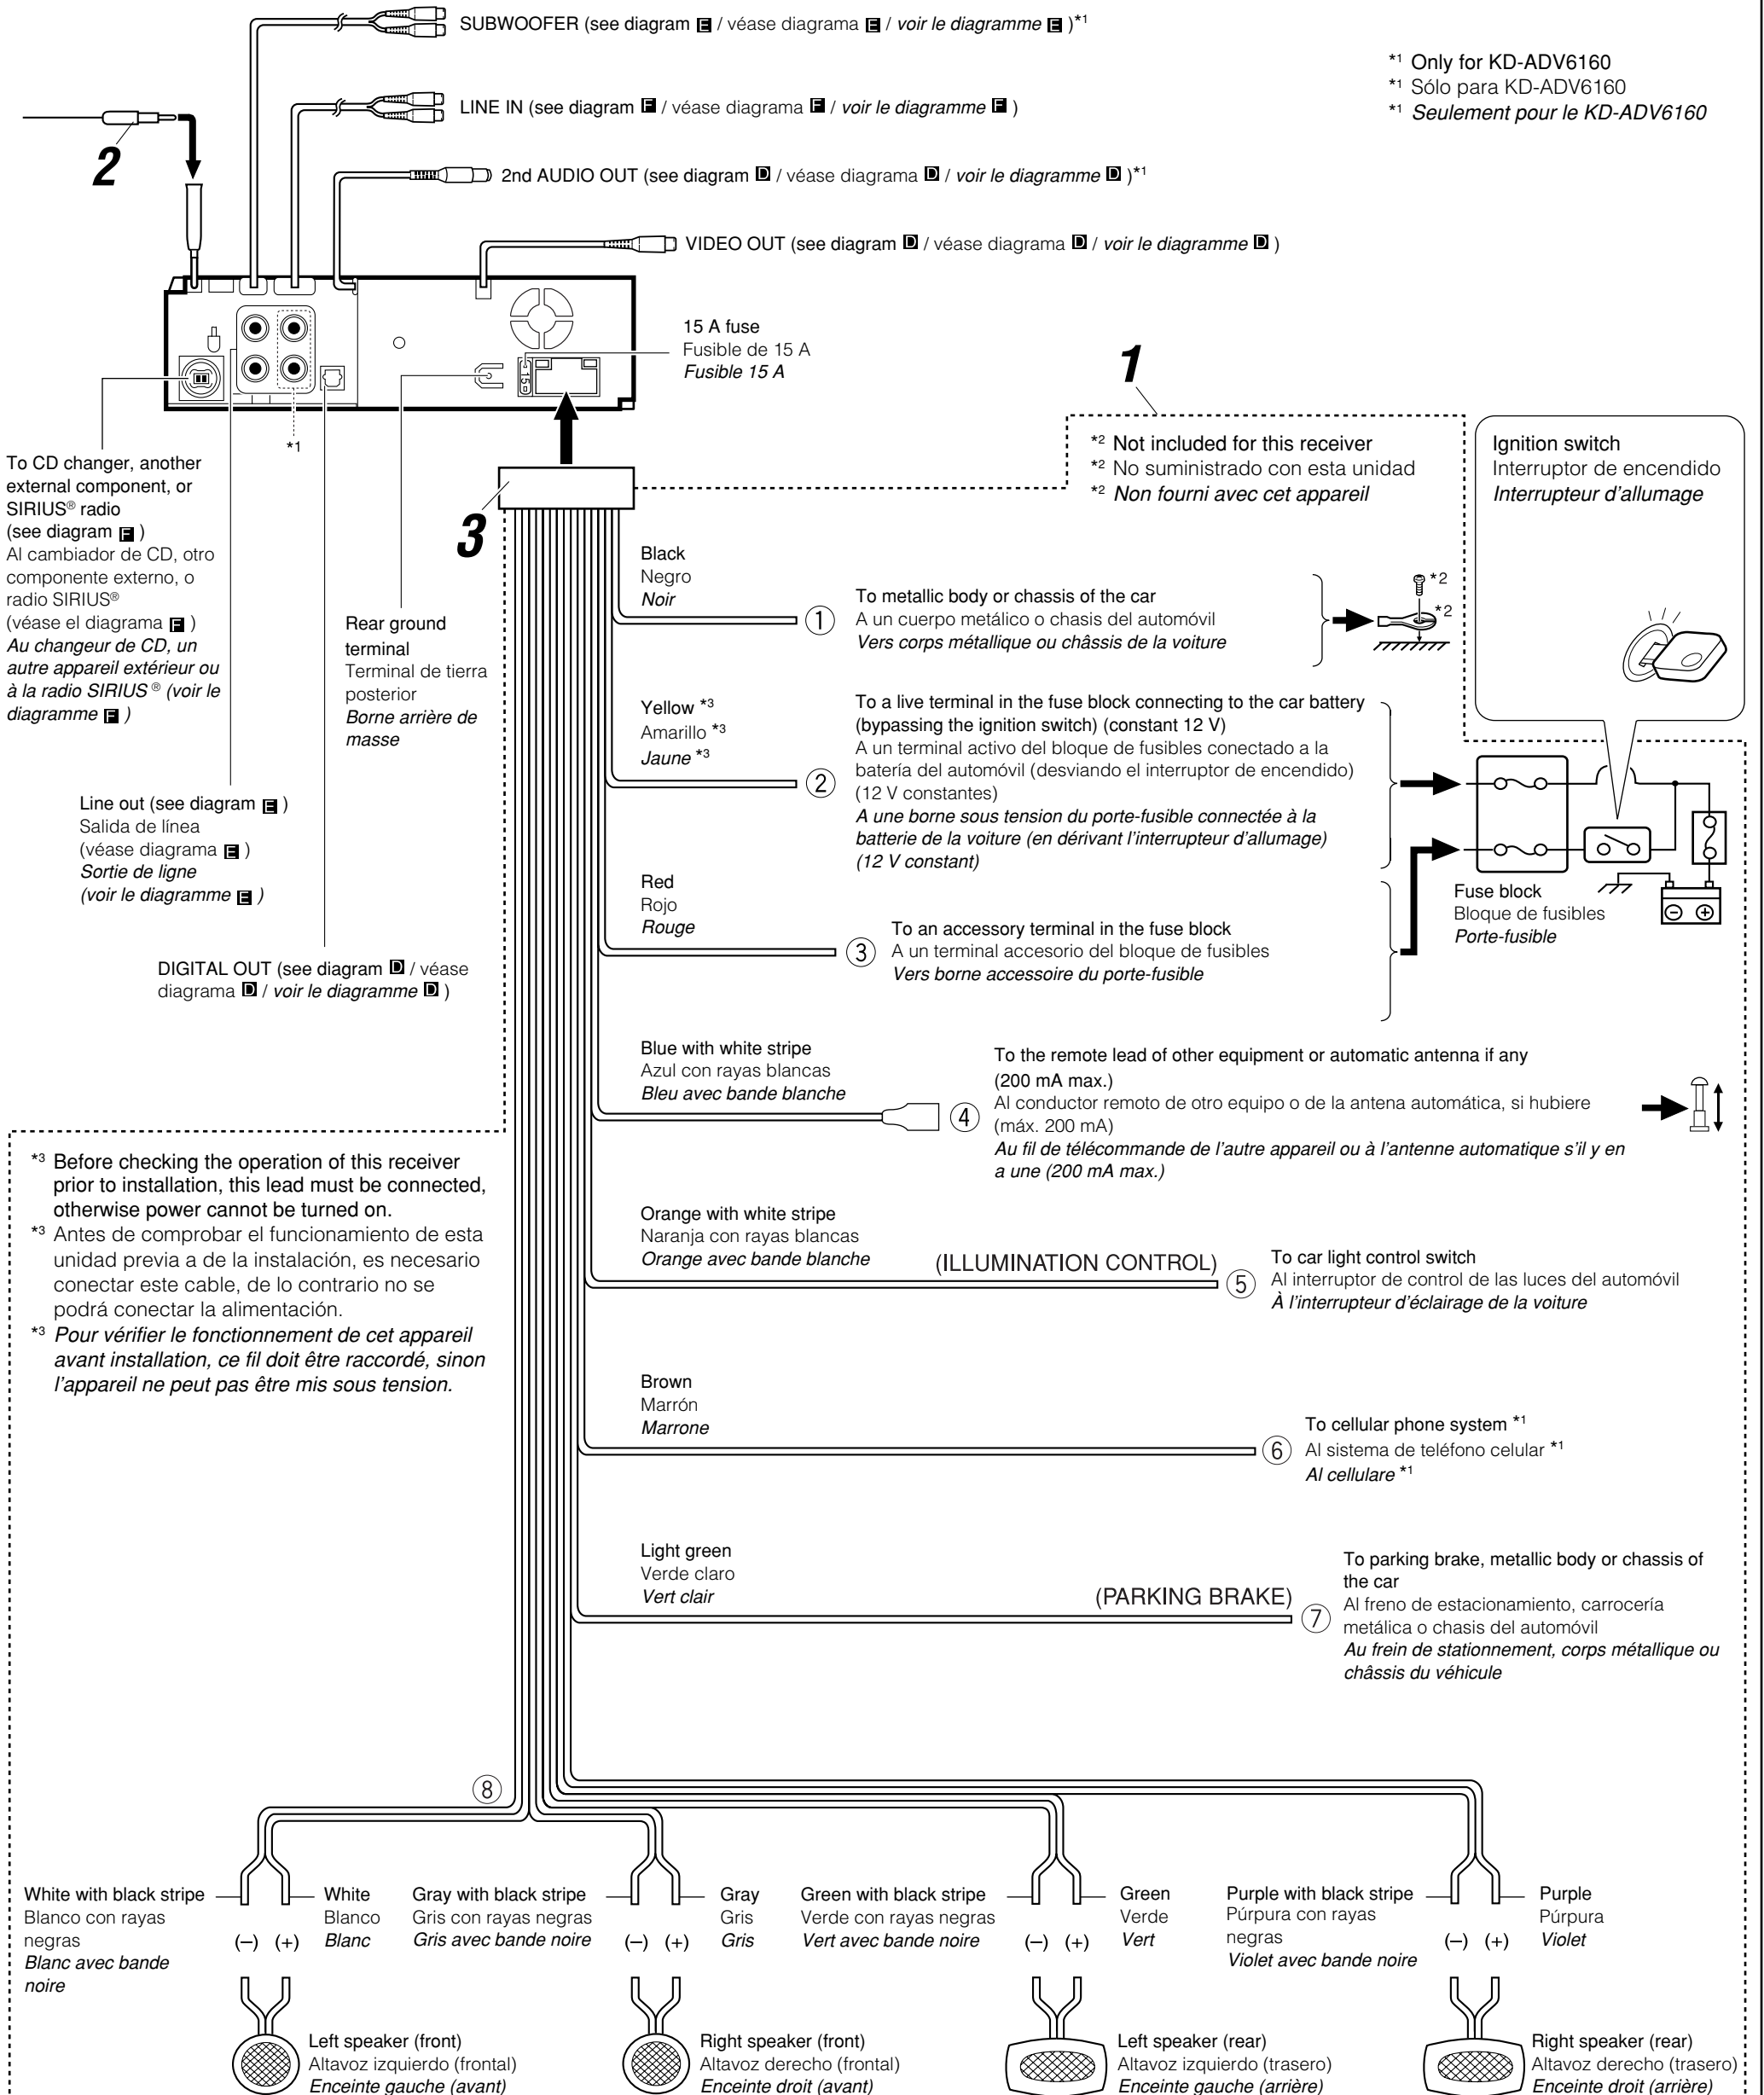 SUBWOOFER (see diagram E / véase diagrama E / voir le diagramme E )*1
*1 Only for KD-ADV6160
*1 Sólo para KD-ADV6160
*1 Seulement pour le KD-ADV6160
LINE IN (see diagram F / véase diagrama F / voir le diagramme F )
2
2nd AUDIO OUT (see diagram D / véase diagrama D / voir le diagramme D )*1
VIDEO OUT (see diagram D / véase diagrama D / voir le diagramme D )
15 A fuse
Fusible de 15 A
Fusible 15 A
15
*1
1
*2 Not included for this receiver
*2 No suministrado con esta unidad
*2 Non fourni avec cet appareil
Ignition switch
Interruptor de encendido
Interrupteur d'allumage
To CD changer, another
external component, or
SIRIUS® radio
(see diagram F )
Al cambiador de CD, otro
componente externo, o
radio SIRIUS®
(véase el diagrama F )
Au changeur de CD, un
autre appareil extérieur ou
à la radio SIRIUS ® (voir le
diagramme F )
3
Rear ground
terminal
Terminal de tierra
posterior
Borne arrière de
masse
Line out (see diagram E )
Salida de línea
(véase diagrama E )
Sortie de ligne
(voir le diagramme E )
DIGITAL OUT (see diagram D / véase
diagrama D / voir le diagramme D )
Black
Negro
Noir
1
To metallic body or chassis of the car
A un cuerpo metálico o chasis del automóvil
Vers corps métallique ou châssis de la voiture
*2
*2
Yellow *3
Amarillo *3
Jaune *3
2
To a live terminal in the fuse block connecting to the car battery
(bypassing the ignition switch) (constant 12 V)
A un terminal activo del bloque de fusibles conectado a la
batería del automóvil (desviando el interruptor de encendido)
(12 V constantes)
A une borne sous tension du porte-fusible connectée à la
batterie de la voiture (en dérivant l'interrupteur d'allumage)
(12 V constant)
Red
Rojo
Rouge
3
To an accessory terminal in the fuse block
A un terminal accesorio del bloque de fusibles
Vers borne accessoire du porte-fusible
Fuse block
Bloque de fusibles
Porte-fusible
Blue with white stripe
Azul con rayas blancas
Bleu avec bande blanche
4
To the remote lead of other equipment or automatic antenna if any
(200 mA max.)
Al conductor remoto de otro equipo o de la antena automática, si hubiere
(máx. 200 mA)
Au fil de télécommande de l'autre appareil ou à l'antenne automatique s'il y en
a une (200 mA max.)
*3 Before checking the operation of this receiver
prior to installation, this lead must be connected,
otherwise power cannot be turned on.
*3 Antes de comprobar el funcionamiento de esta
unidad previa a de la instalación, es necesario
conectar este cable, de lo contrario no se
podrá conectar la alimentación.
*3 Pour vérifier le fonctionnement de cet appareil
avant installation, ce fil doit être raccordé, sinon
l'appareil ne peut pas être mis sous tension.
Orange with white stripe
Naranja con rayas blancas
Orange avec bande blanche
(ILLUMINATION CONTROL)
5
To car light control switch
Al interruptor de control de las luces del automóvil
À l'interrupteur d'éclairage de la voiture
Brown
Marrón
Marrone
6
To cellular phone system *1
Al sistema de teléfono celular *1
Al cellulare *1
Light green
Verde claro
Vert clair
(PARKING BRAKE)
7
To parking brake, metallic body or chassis of
the car
Al freno de estacionamiento, carrocería
metálica o chasis del automóvil
Au frein de stationnement, corps métallique ou
châssis du véhicule
8
White with black stripe
Blanco con rayas
negras
Blanc avec bande
noire
(–) (+)
White
Blanco
Blanc
Gray with black stripe
Gris con rayas negras
Gris avec bande noire
(–) (+)
Gray
Gris
Gris
Green with black stripe
Verde con rayas negras
Vert avec bande noire
(–) (+)
Green
Verde
Vert
Purple with black stripe
Púrpura con rayas
negras
Violet avec bande noire
(–) (+)
Purple
Púrpura
Violet
Left speaker (front)
Altavoz izquierdo (frontal)
Enceinte gauche (avant)
Right speaker (front)
Altavoz derecho (frontal)
Enceinte droit (avant)
Left speaker (rear)
Altavoz izquierdo (trasero)
Enceinte gauche (arrière)
Right speaker (rear)
Altavoz derecho (trasero)
Enceinte droit (arrière)